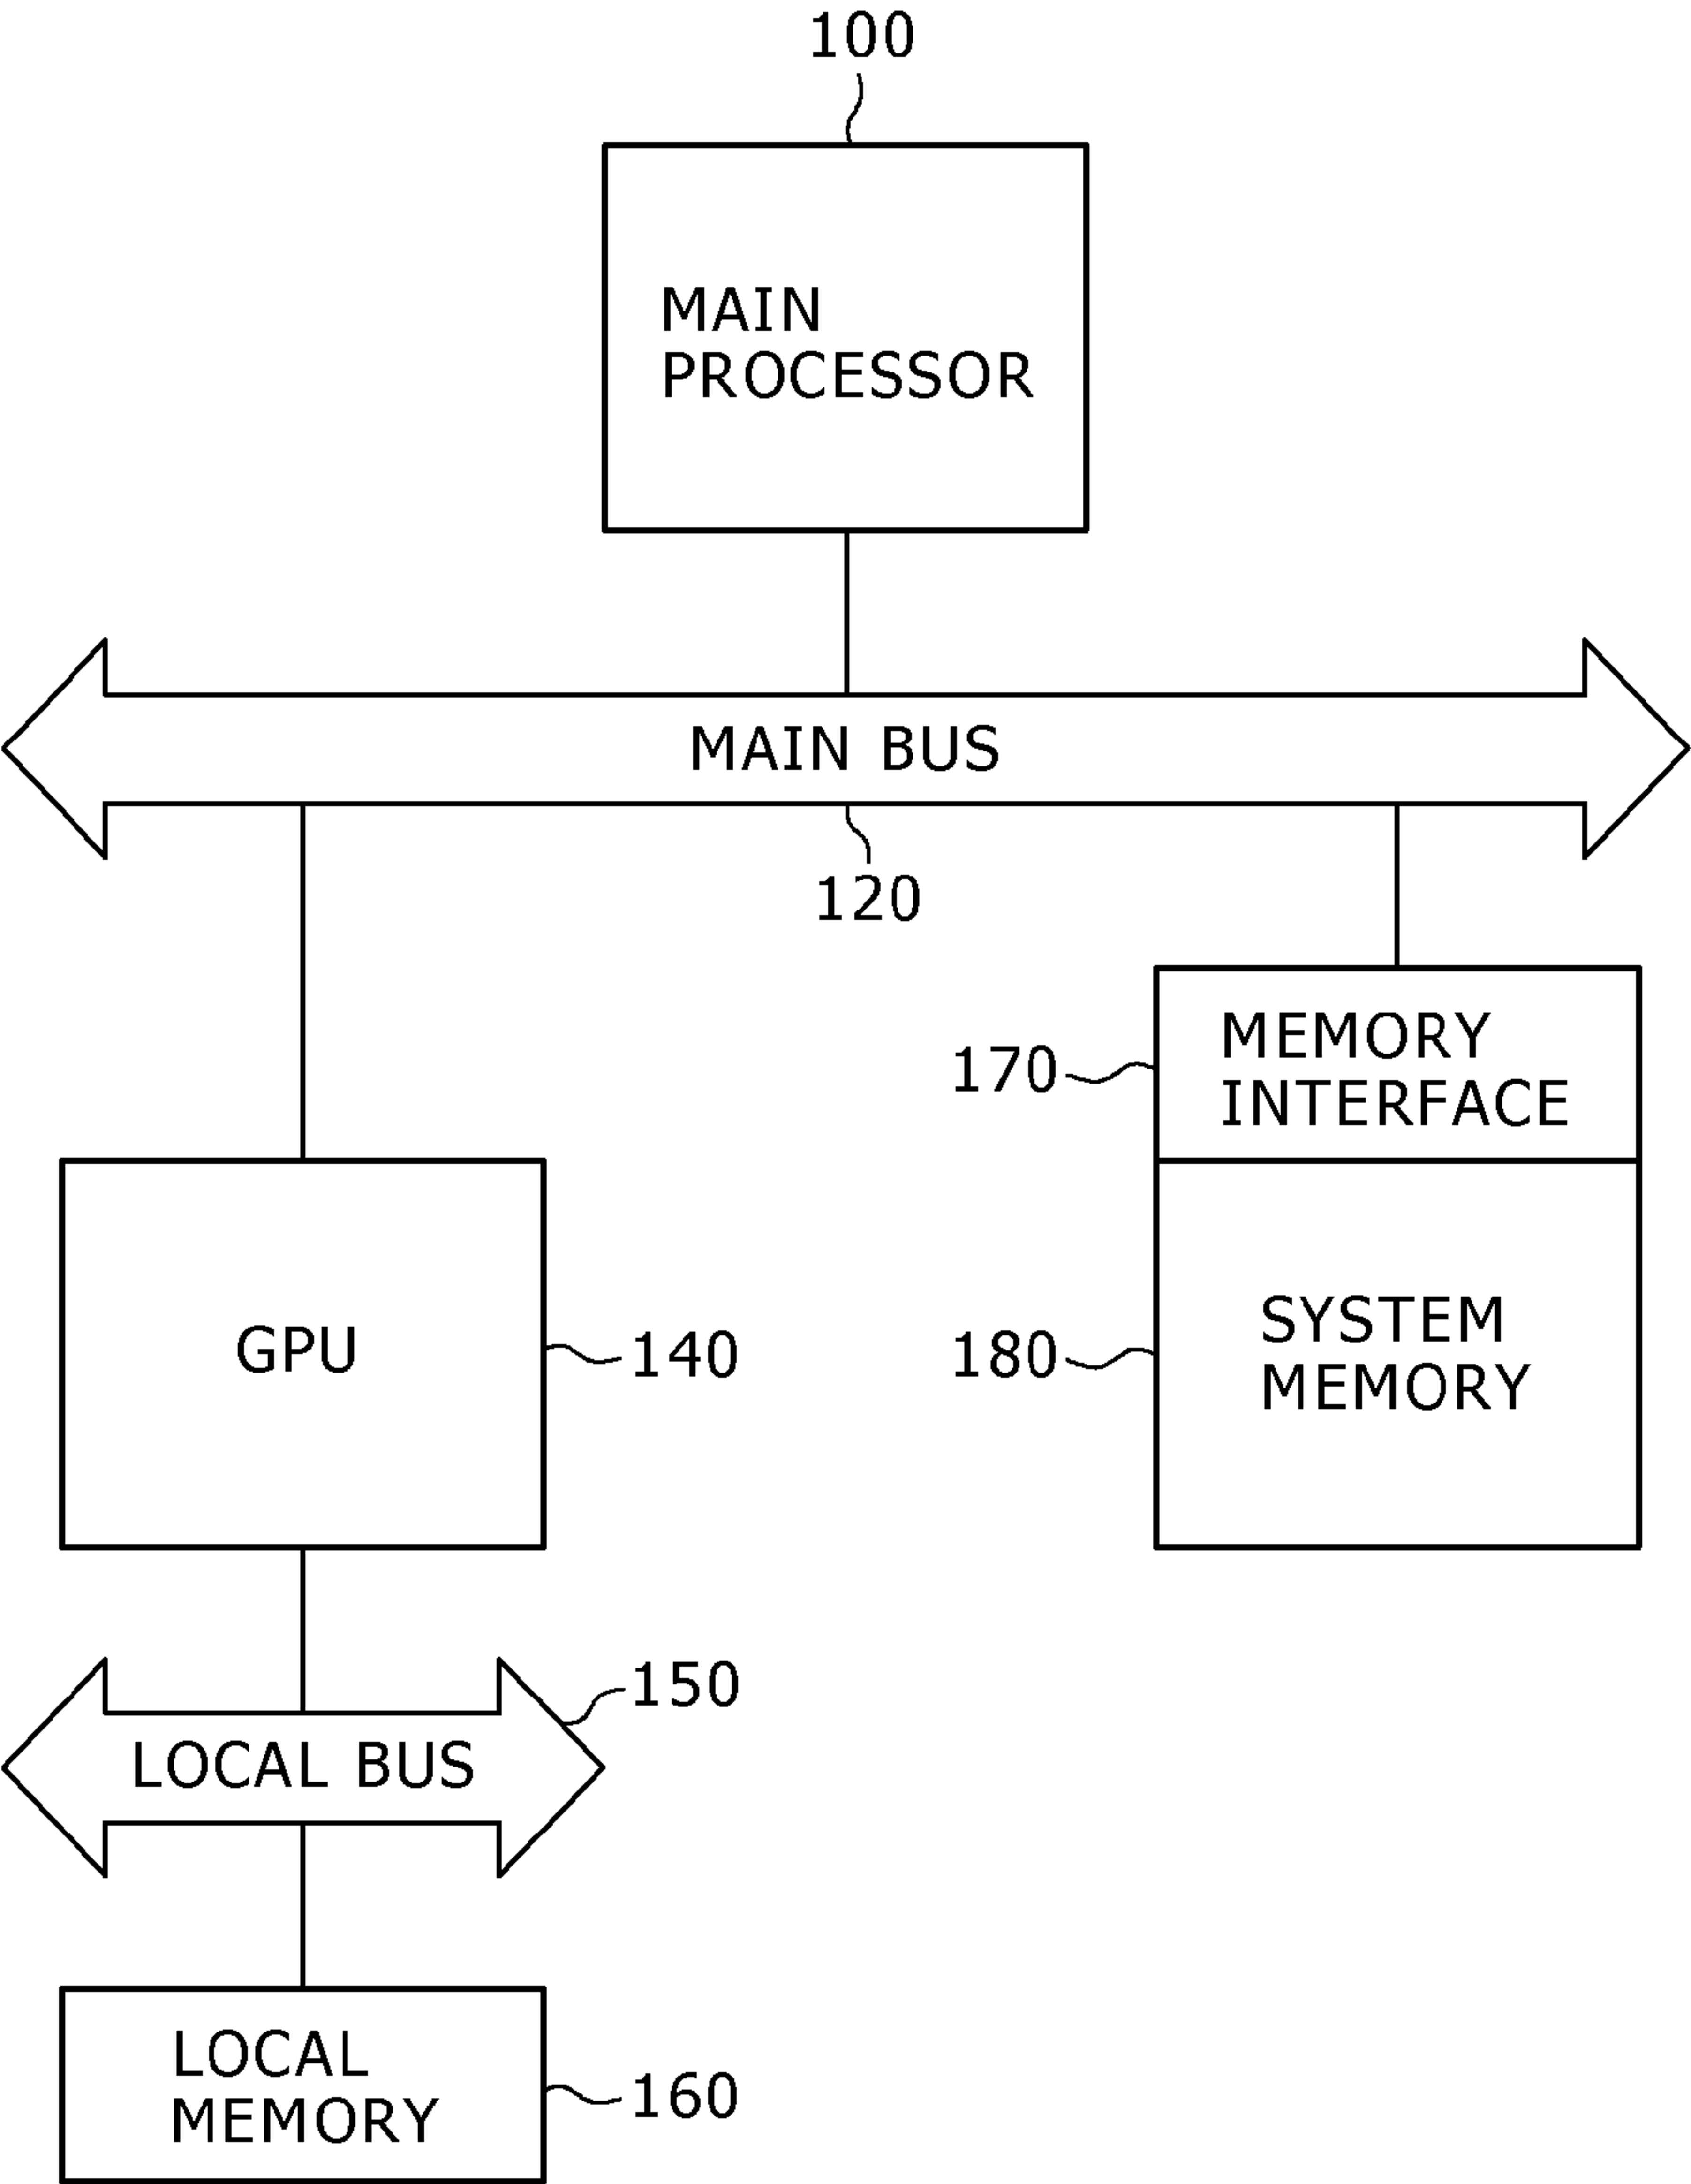 100
MAIN
PROCESSOR
MAIN BUS
120
MEMORY
INTERFACE
170
GPU
140
180
SYSTEM
MEMORY
150
LOCAL BUS
LOCAL
MEMORY
160